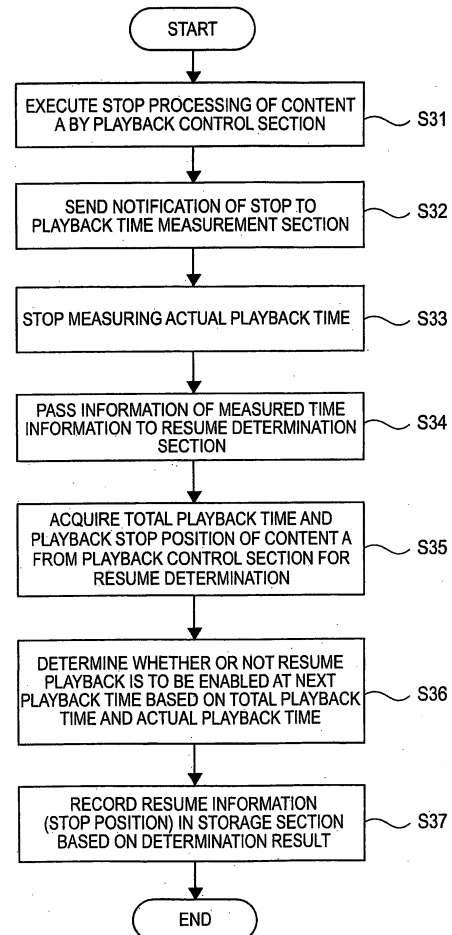 START
EXECUTE STOP PROCESSING OF CONTENT
A BY PLAYBACK CONTROL SECTION
S31
SEND NOTIFICATION OF STOP TO
PLAYBACK TIME MEASUREMENT SECTION
S32
STOP MEASURING ACTUAL PLAYBACK TIME
S33
PASS INFORMATION OF MEASURED TIME
INFORMATION TO RESUME DETERMINATION
SECTION
S34
ACQUIRE TOTAL PLAYBACK TIME AND
PLAYBACK STOP POSITION OF CONTENT A
FROM PLAYBACK CONTROL SECTION FOR
RESUME DETERMINATION
S35
DETERMINE WHETHER OR NOT RESUME
PLAYBACK IS TO BE ENABLED AT NEXT
PLAYBACK TIME BASED ON TOTAL PLAYBACK
TIME AND ACTUAL PLAYBACK TIME
S36
RECORD RESUME INFORMATION
(STOP POSITION) IN STORAGE SECTION
BASED ON DETERMINATION RESULT
S37
END